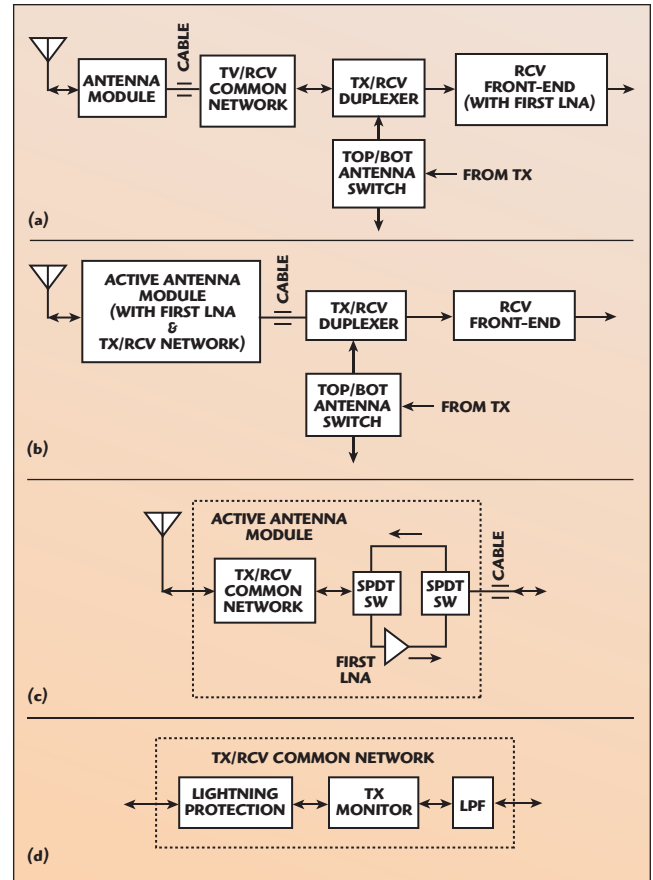 ANTENNA
MODULE
CABLE
TV/RCV
COMMON
NETWORK
TX/RCV
DUPLEXER
RCV
FRONT-END
(WITH FIRST LNA)
TOP/BOT
ANTENNA
SWITCH
FROM TX
(a)
ACTIVE ANTENNA
MODULE
(WITH FIRST LNA
&
TX/RCV NETWORK)
CABLE
TX/RCV
DUPLEXER
RCV
FRONT-END
TOP/BOT
ANTENNA
SWITCH
FROM TX
(b)
ACTIVE ANTENNA
MODULE
TX/RCV
COMMON
NETWORK
SPDT
SW
SPDT
SW
CABLE
FIRST
LNA
(c)
TX/RCV COMMON NETWORK
LIGHTNING
PROTECTION
TX
MONITOR
LPF
(d)